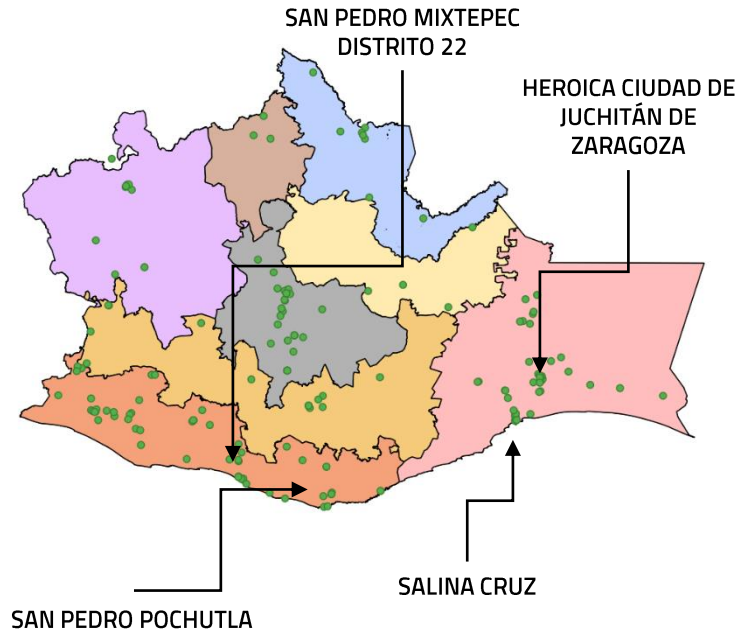 SAN PEDRO MIXTEPEC
DISTRITO 22
HEROICA CIUDAD DE
JUCHITÁN DE
ZARAGOZA
SALINA CRUZ
SAN PEDRO POCHUTLA